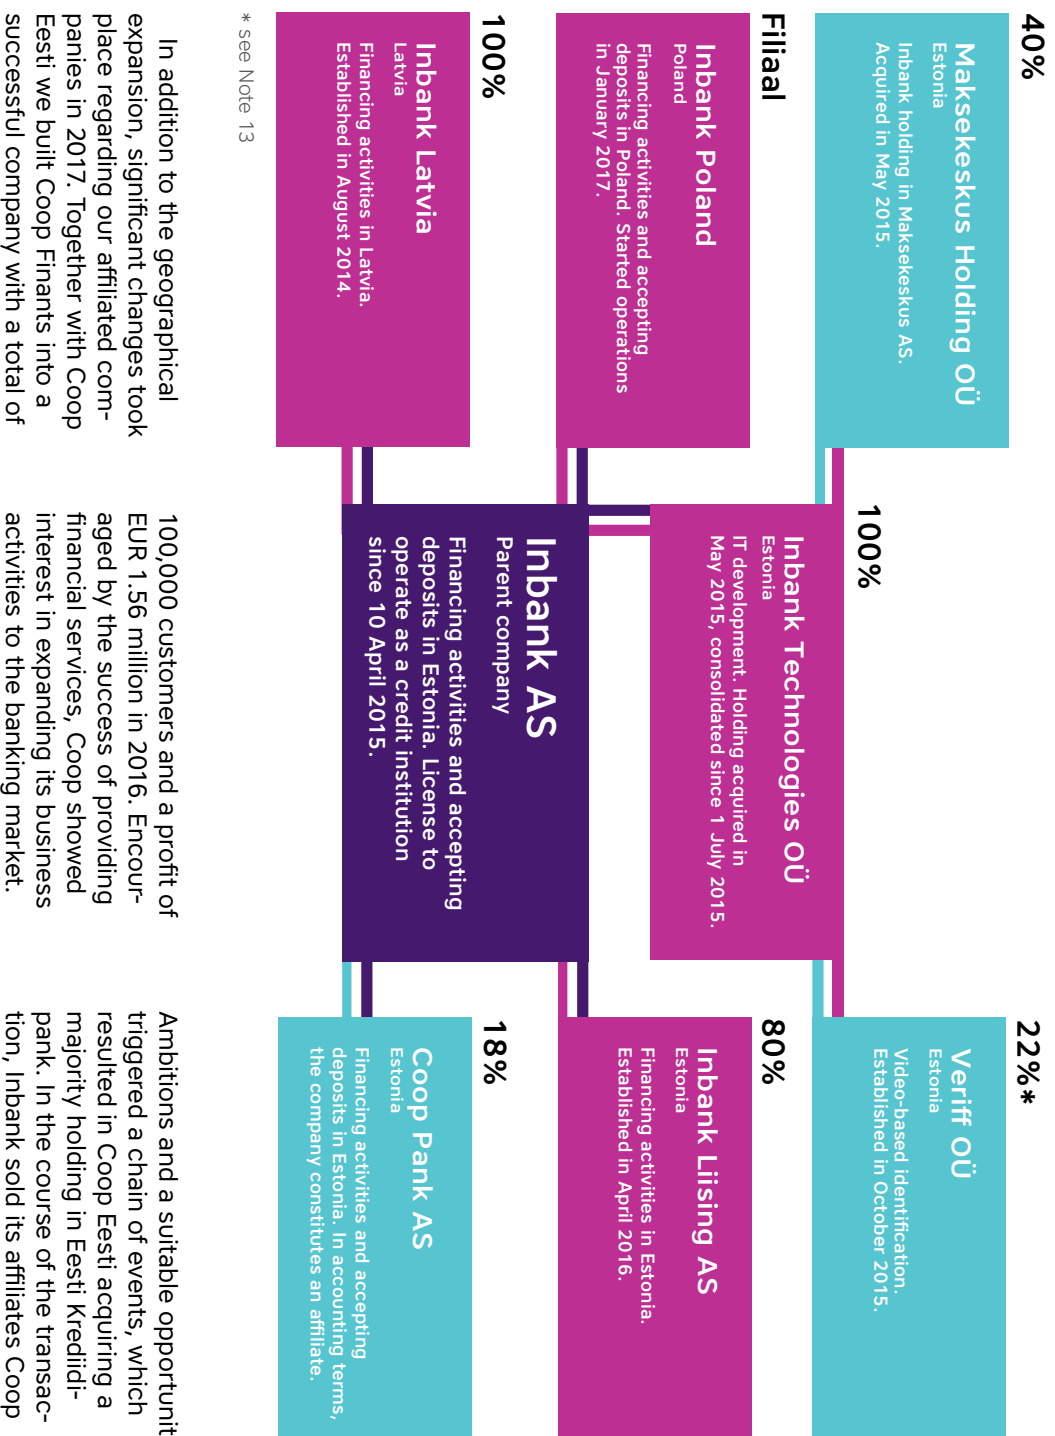 40%
Maksekeskus Holding OÜ
Estonia
Inbank holding in Maksekeskus AS.
Acquired in May 2015.
100%
Inbank Technologies OÜ
Estonia
IT development. Holding acquired in
May 2015, consolidated since 1 July 2015.
22%*
Veriff OÜ
Estonia
Video-based identification.
Established in October 2015.
Filiaal
Inbank Poland
Poland
Financing activities and accepting
deposits in Poland. Started operations
in January 2017.
Inbank AS
Parent company
Financing activities and accepting
deposits in Estonia. License to
operate as a credit institution
since 10 April 2015.
80%
Inbank Liising AS
Estonia
Financing activities in Estonia.
Established in April 2016.
100%
Inbank Latvia
Latvia
Financing activities in Latvia.
Established in August 2014.
18%
Coop Pank AS
Estonia
Financing activities and accepting
deposits in Estonia. In accounting terms,
the company constitutes an affiliate.
* see Note 13
In addition to the geographical
expansion, significant changes took
place regarding our affiliated com-
panies in 2017. Together with Coop
Eesti we built Coop Finants into a
successful company with a total of
100,000 customers and a profit of
EUR 1.56 million in 2016. Encour-
aged by the success of providing
financial services, Coop showed
interest in expanding its business
activities to the banking market.
Ambitions and a suitable opportunit
triggered a chain of events, which
resulted in Coop Eesti acquiring a
majority holding in Eesti Krediidi-
pank. In the course of the transac-
tion, Inbank sold its affiliates Coop